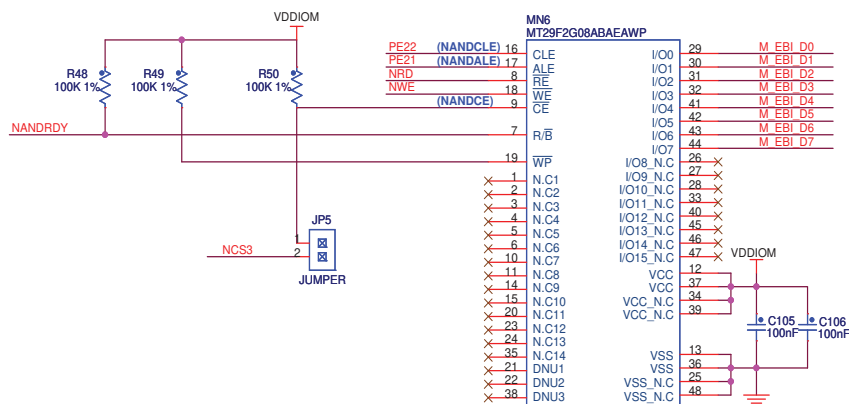 VDDIOM
R48
100K 1%
R49
100K 1%
R50
100K 1%
NANDRDY
NCS3
JP5
1
2
JUMPER
MN6
MT29F2G08ABAEAWP
PE22 (NANDCLE) 16 CLE
PE21 (NANDALE) 17 ALE
NRD 8 RE
NWE 18 WE
(NANDCE) 9 CE
7 R/B
19 WP
1 N.C1
2 N.C2
3 N.C3
4 N.C4
5 N.C5
6 N.C6
10 N.C7
11 N.C8
14 N.C9
15 N.C10
20 N.C11
23 N.C12
24 N.C13
35 N.C14
21 DNU1
22 DNU2
38 DNU3
I/O0 29 M_EBI_D0
I/O1 30 M_EBI_D1
I/O2 31 M_EBI_D2
I/O3 32 M_EBI_D3
I/O4 41 M_EBI_D4
I/O5 42 M_EBI_D5
I/O6 43 M_EBI_D6
I/O7 44 M_EBI_D7
I/O8_N.C 26
I/O9_N.C 27
I/O10_N.C 28
I/O11_N.C 33
I/O12_N.C 40
I/O13_N.C 45
I/O14_N.C 46
I/O15_N.C 47
VCC 12
VCC 37
VCC_N.C 34
VCC_N.C 39
VSS 13
VSS 36
VSS_N.C 25
VSS_N.C 48
VDDIOM
C105
100nF
C106
100nF